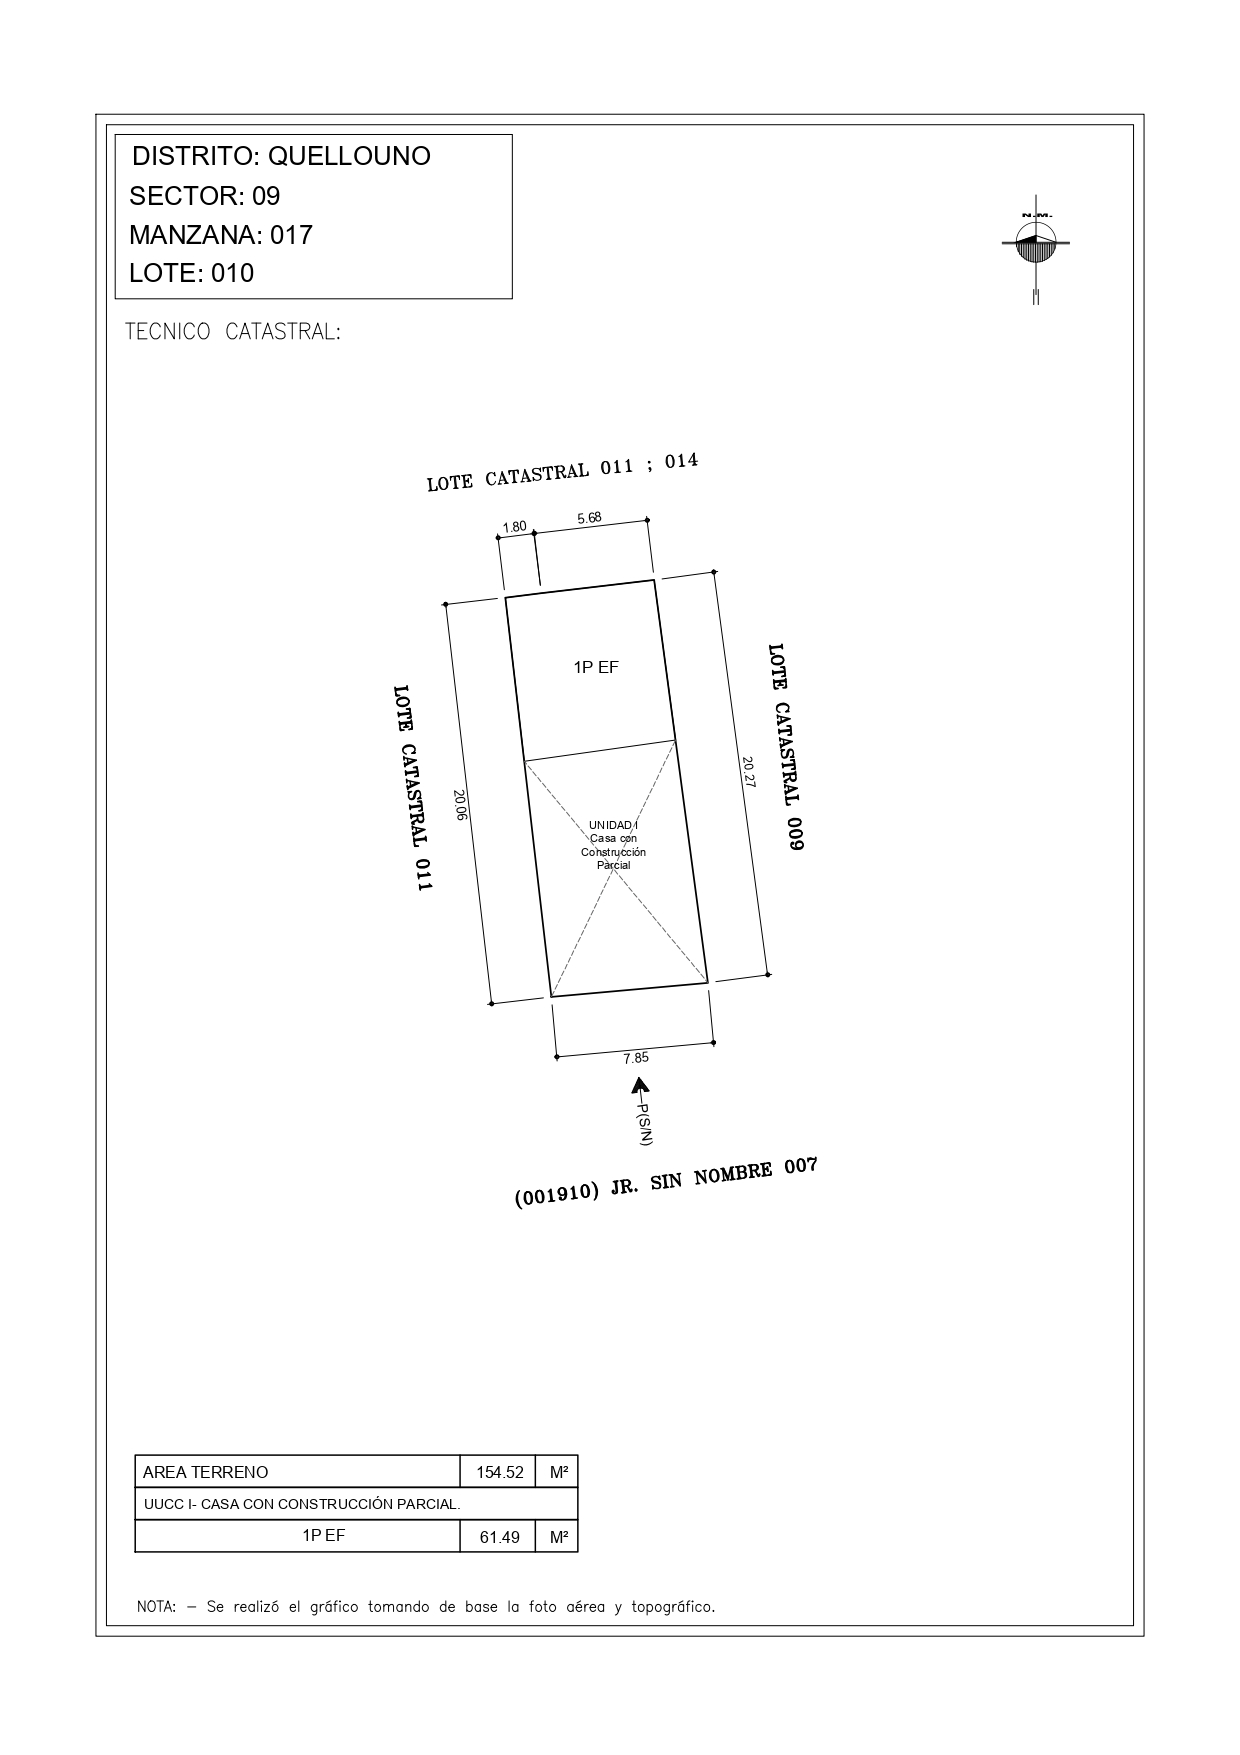 DISTRITO: QUELLOUNO
SECTOR: 09
MANZANA: 017
LOTE: 010
N.M.
TECNICO CATASTRAL:
LOTE CATASTRAL 011 ; 014
1.80
5.68
1P EF
LOTE CATASTRAL 011
20.06
20.27
LOTE CATASTRAL 009
UNIDAD I
Casa con
Construcción
Parcial
7.85
P(S/N)
(001910) JR. SIN NOMBRE 007
AREA TERRENO 154.52 M²
UUCC I- CASA CON CONSTRUCCIÓN PARCIAL.
1P EF 61.49 M²
NOTA: - Se realizó el gráfico tomando de base la foto aérea y topográfico.